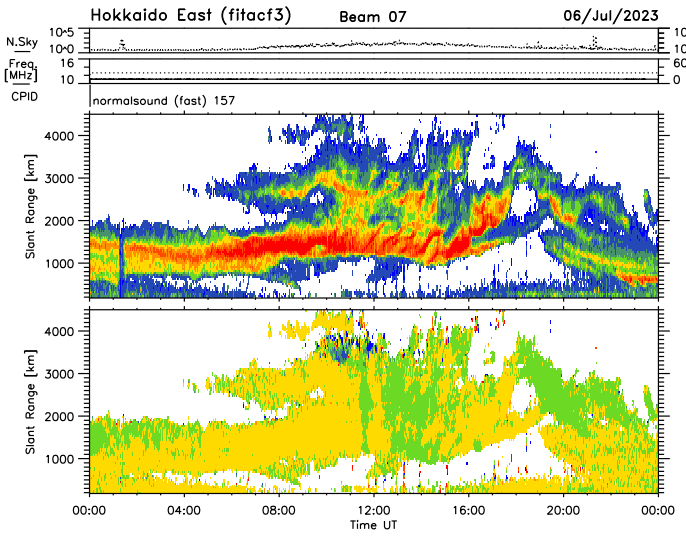 Hokkaido East (fitacf3) Beam 07 06/Jul/2023
N.Sky 10^5 10^0 10 10
Freq. [MHz] 16 10 60 0
CPID normalsound (fast) 157
Slant Range [km] 4000 3000 2000 1000
Slant Range [km] 4000 3000 2000 1000
00:00 04:00 08:00 12:00 16:00 20:00 00:00
Time UT